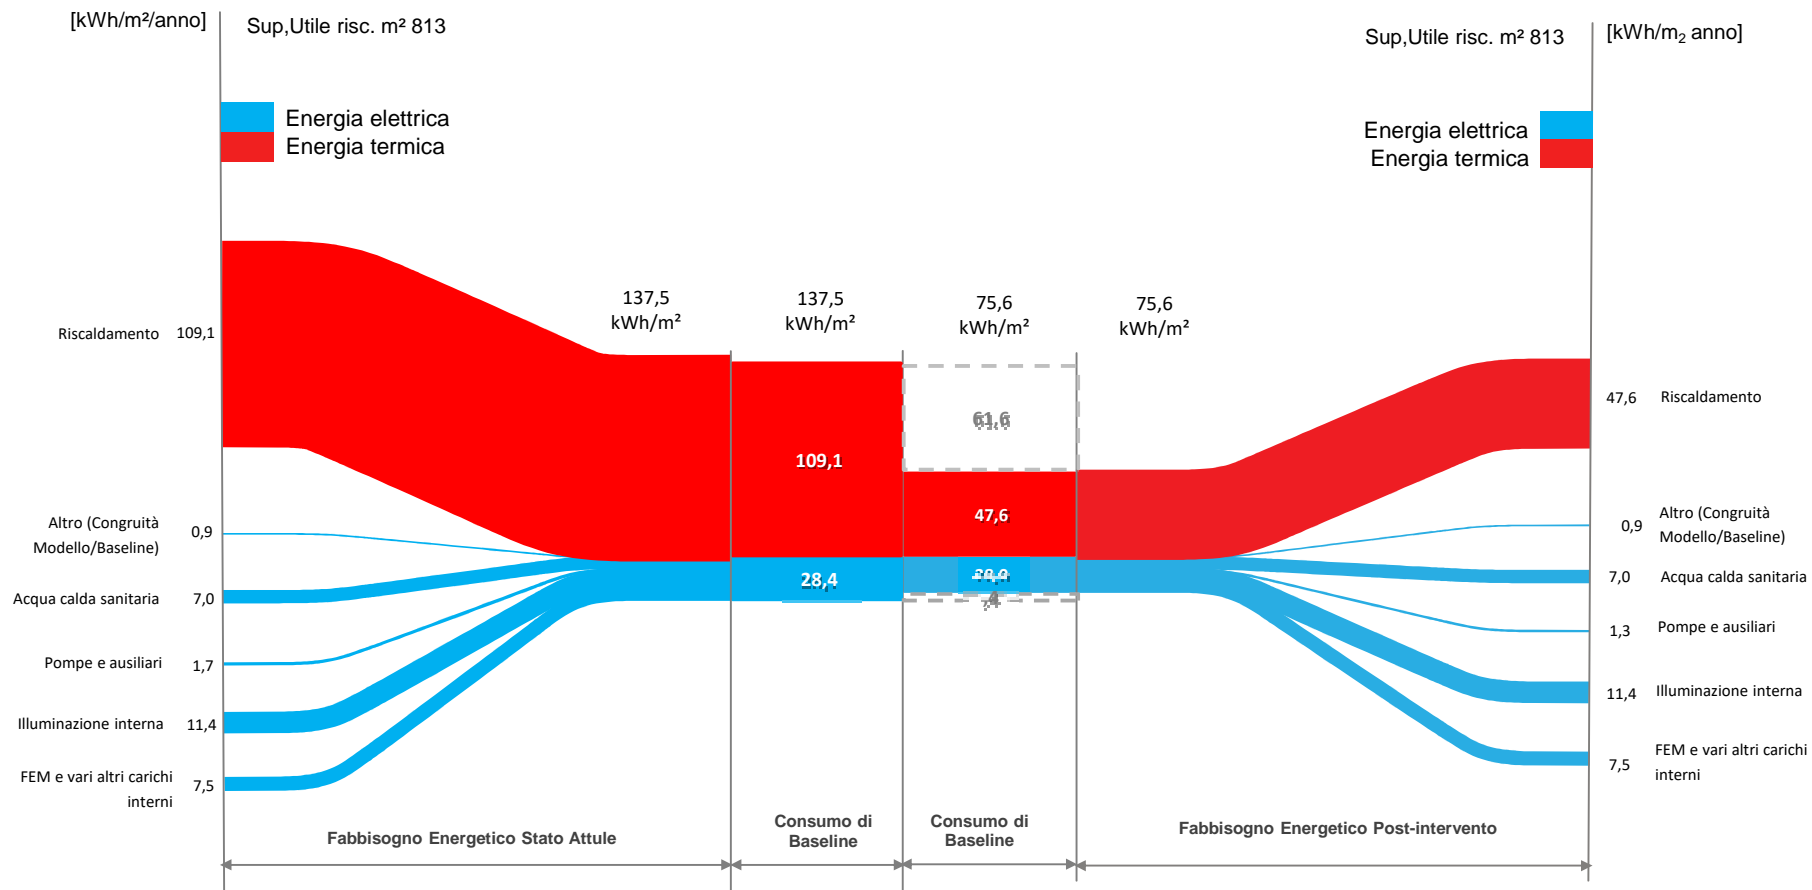 [kWh/m²/anno]
Sup,Utile risc. m² 813
Sup,Utile risc. m² 813
[kWh/m₂ anno]
Energia elettrica
Energia termica
Energia elettrica
Energia termica
137,5
kWh/m²
137,5
kWh/m²
75,6
kWh/m²
75,6
kWh/m²
Riscaldamento 109,1
Altro (Congruità
Modello/Baseline)
0,9
Acqua calda sanitaria 7,0
Pompe e ausiliari 1,7
Illuminazione interna 11,4
FEM e vari altri carichi
interni
7,5
109,1
28,4
61,6
47,6
47,6 Riscaldamento
0,9
Altro (Congruità
Modello/Baseline)
7,0 Acqua calda sanitaria
1,3 Pompe e ausiliari
11,4 Illuminazione interna
7,5
FEM e vari altri carichi
interni
Fabbisogno Energetico Stato Attule
Consumo di
Baseline
Consumo di
Baseline
Fabbisogno Energetico Post-intervento